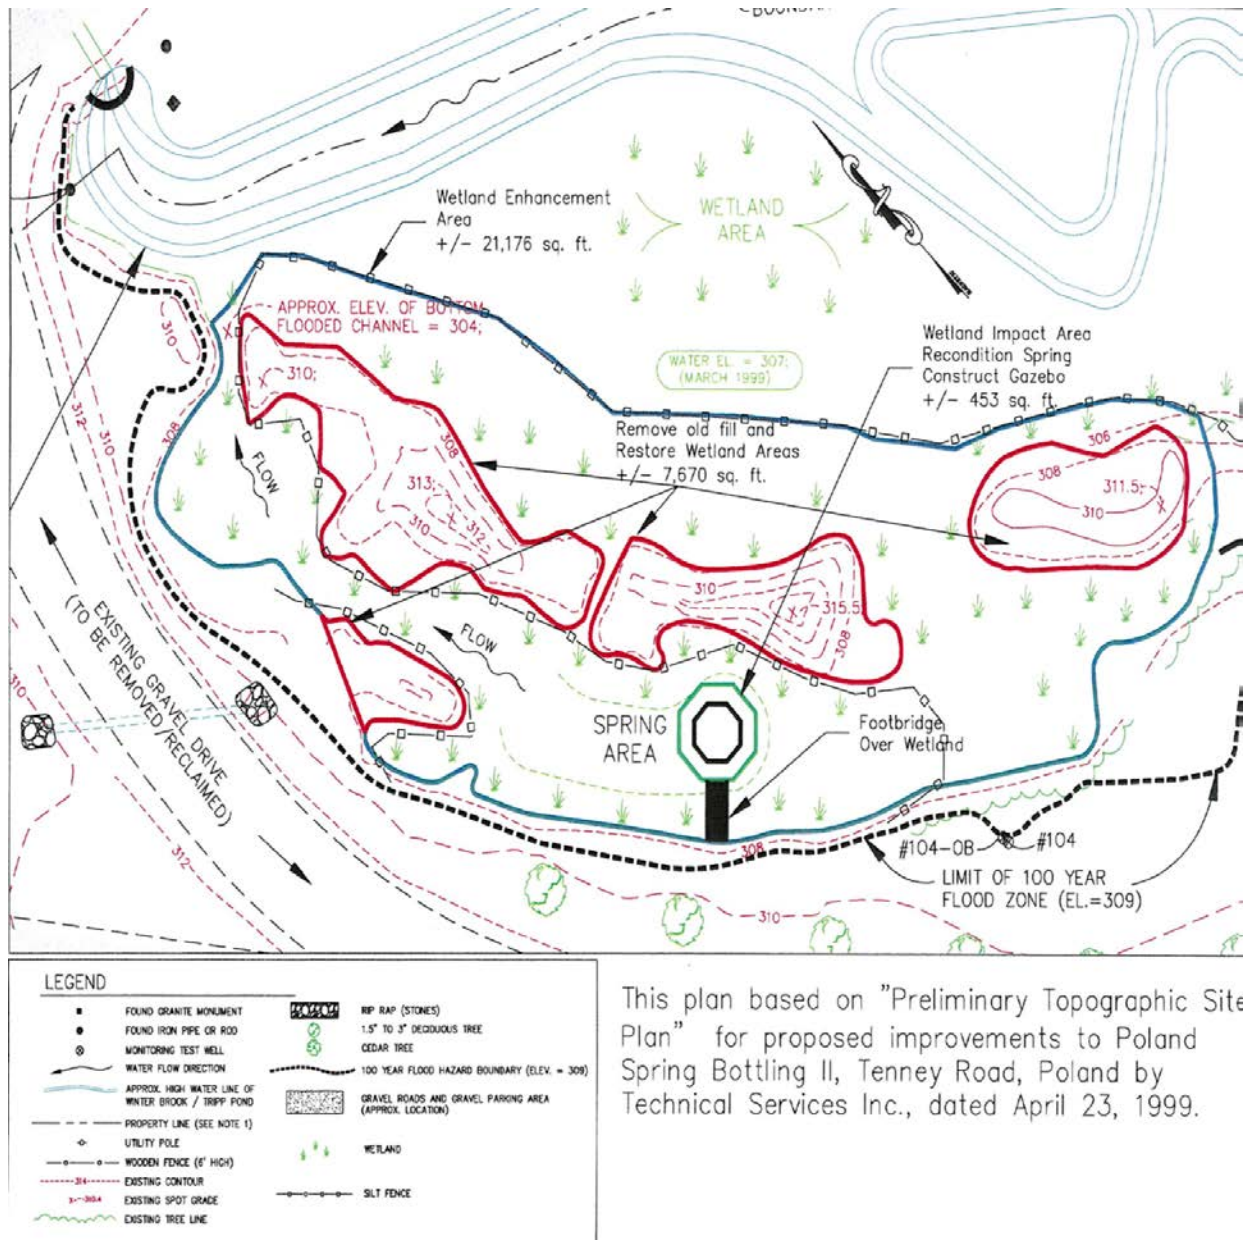 Wetland Enhancement
Area
+/- 21,176 sq. ft.
WETLAND
AREA
APPROX. ELEV. OF BOTTOM
FLOODED CHANNEL = 304;
WATER EL. = 307;
(MARCH 1999)
Wetland Impact Area
Recondition Spring
Construct Gazebo
+/- 453 sq. ft.
Remove old fill and
Restore Wetland Areas
+/- 7,670 sq. ft.
310
310;
312
310
308
308
313;
312
310
FLOW
306
308
311.5;
310
310
315.5
308
FLOW
EXISTING GRAVEL DRIVE
(TO BE REMOVED/RECLAIMED)
310
312
SPRING
AREA
Footbridge
Over Wetland
308
#104-OB
#104
310
LIMIT OF 100 YEAR
FLOOD ZONE (EL.=309)
LEGEND
FOUND GRANITE MONUMENT
FOUND IRON PIPE OR ROD
MONITORING TEST WELL
WATER FLOW DIRECTION
APPROX. HIGH WATER LINE OF
WINTER BROOK / TRIPP POND
PROPERTY LINE (SEE NOTE 1)
UTILITY POLE
WOODEN FENCE (6' HIGH)
314 EXISTING CONTOUR
EXISTING SPOT GRADE
EXISTING TREE LINE
RIP RAP (STONES)
1.5" TO 3" DECIDUOUS TREE
CEDAR TREE
100 YEAR FLOOD HAZARD BOUNDARY (ELEV. = 309)
GRAVEL ROADS AND GRAVEL PARKING AREA
(APPROX. LOCATION)
WETLAND
SILT FENCE
This plan based on "Preliminary Topographic Site
Plan" for proposed improvements to Poland
Spring Bottling II, Tenney Road, Poland by
Technical Services Inc., dated April 23, 1999.